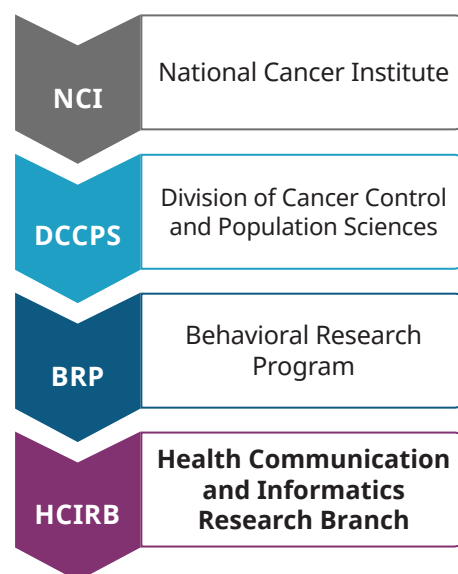 NCI
National Cancer Institute
DCCPS
Division of Cancer Control
and Population Sciences
BRP
Behavioral Research
Program
HCIRB
Health Communication
and Informatics
Research Branch